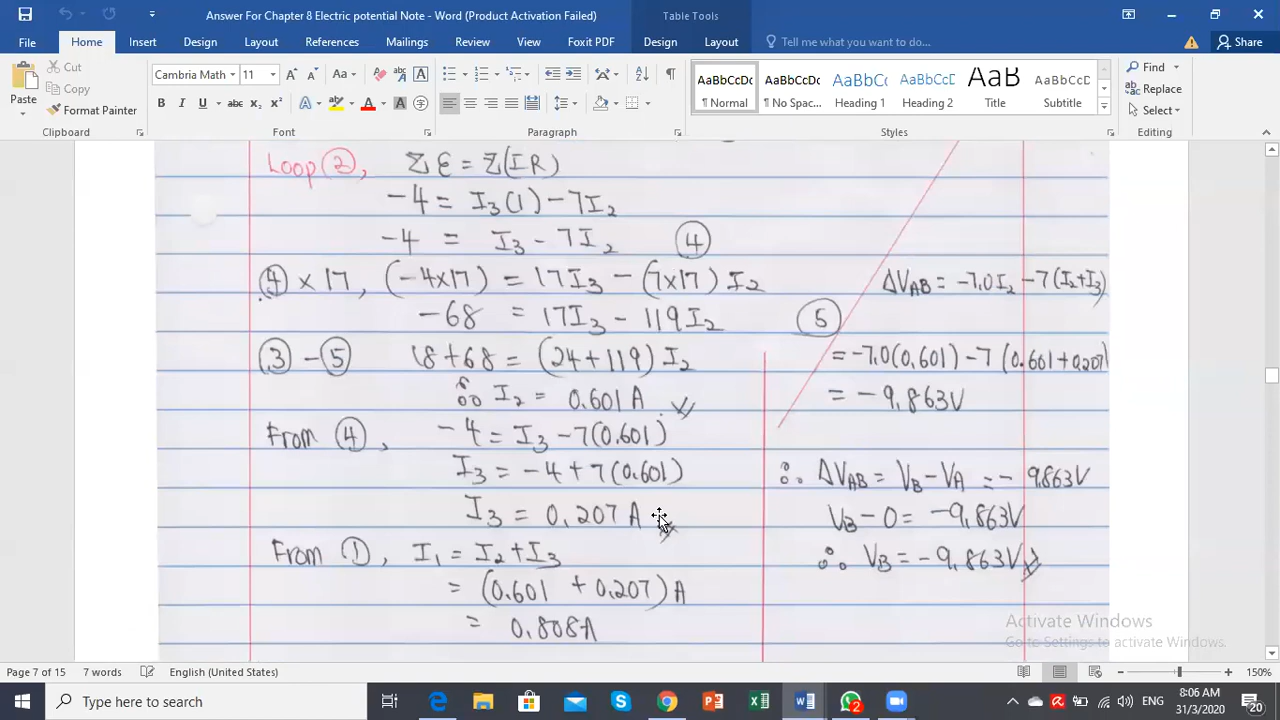 Answer For Chapter 8 Electric potential Note - Word (Product Activation Failed)
Table Tools
File Home Insert Design Layout References Mailings Review View Foxit PDF Design Layout Tell me what you want to do... Share
Paste
Cut
Copy
Format Painter
Cambria Math 11
AaBbCcDc AaBbCcDc AaBbCc AaBbCcD AaB AaBbCcD
¶ Normal ¶ No Spac... Heading 1 Heading 2 Title Subtitle
Find
Replace
Select
Clipboard Font Paragraph Styles Editing
Loop ②, Σ ε = Σ(IR)
-4 = I₃(1) - 7I₂
-4 = I₃ - 7I₂ ④
④ × 17, (-4×17) = 17I₃ - (7×17) I₂
-68 = 17I₃ - 119I₂ ⑤
③ - ⑤ 18+68 = (24+119) I₂
∴ I₂ = 0.601A
From ④, -4 = I₃ - 7(0.601)
I₃ = -4 + 7(0.601)
I₃ = 0.207 A
From ①, I₁ = I₂ + I₃
= (0.601 + 0.207) A
= 0.808A
ΔV_AB = -7.0I₂ - 7(I₂+I₃)
= -7.0(0.601) - 7 (0.601+0.207)
= -9.863V
∴ ΔV_AB = V_B - V_A = -9.863V
V_B - 0 = -9.863V
∴ V_B = -9.863V
Activate Windows
Go to Settings to activate Windows.
Page 7 of 15 7 words English (United States) 150%
Type here to search
ENG
8:06 AM
31/3/2020
20